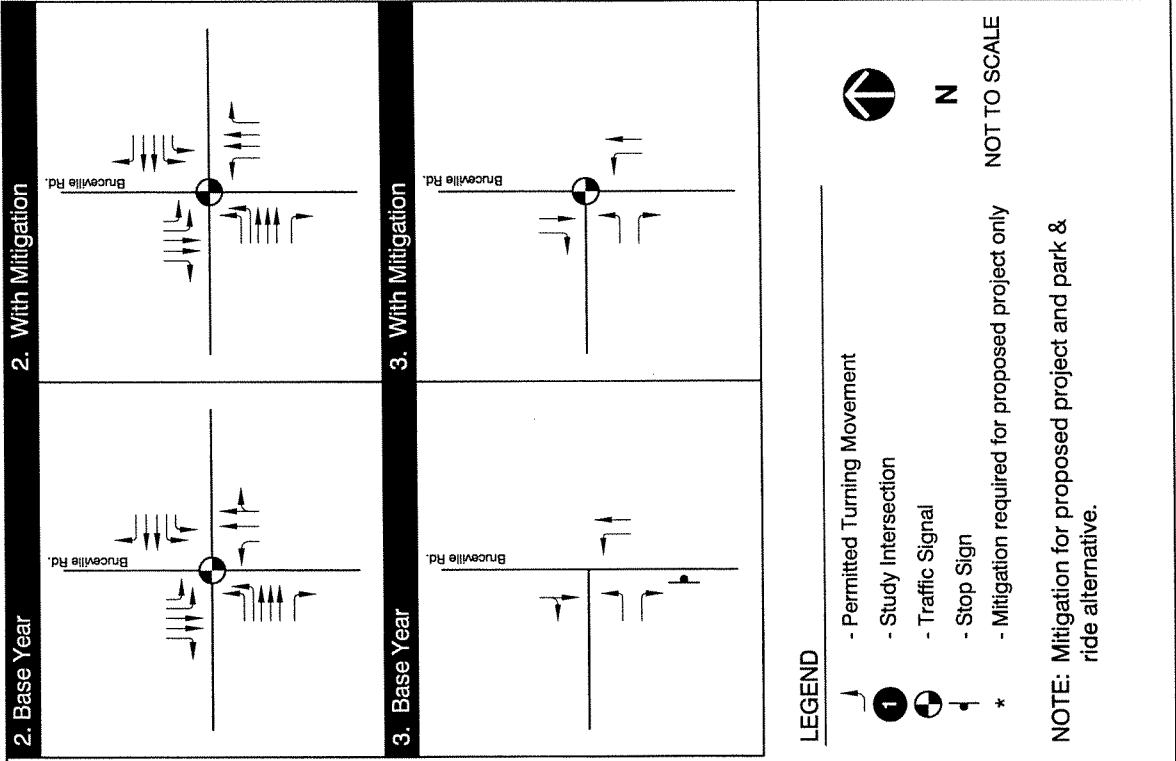 2. Base Year
2. With Mitigation
Bruceville Rd.
Bruceville Rd.
3. Base Year
3. With Mitigation
Bruceville Rd.
Bruceville Rd.
LEGEND
- Permitted Turning Movement
1 - Study Intersection
- Traffic Signal
- Stop Sign
* - Mitigation required for proposed project only
N
NOT TO SCALE
NOTE: Mitigation for proposed project and park &
ride alternative.